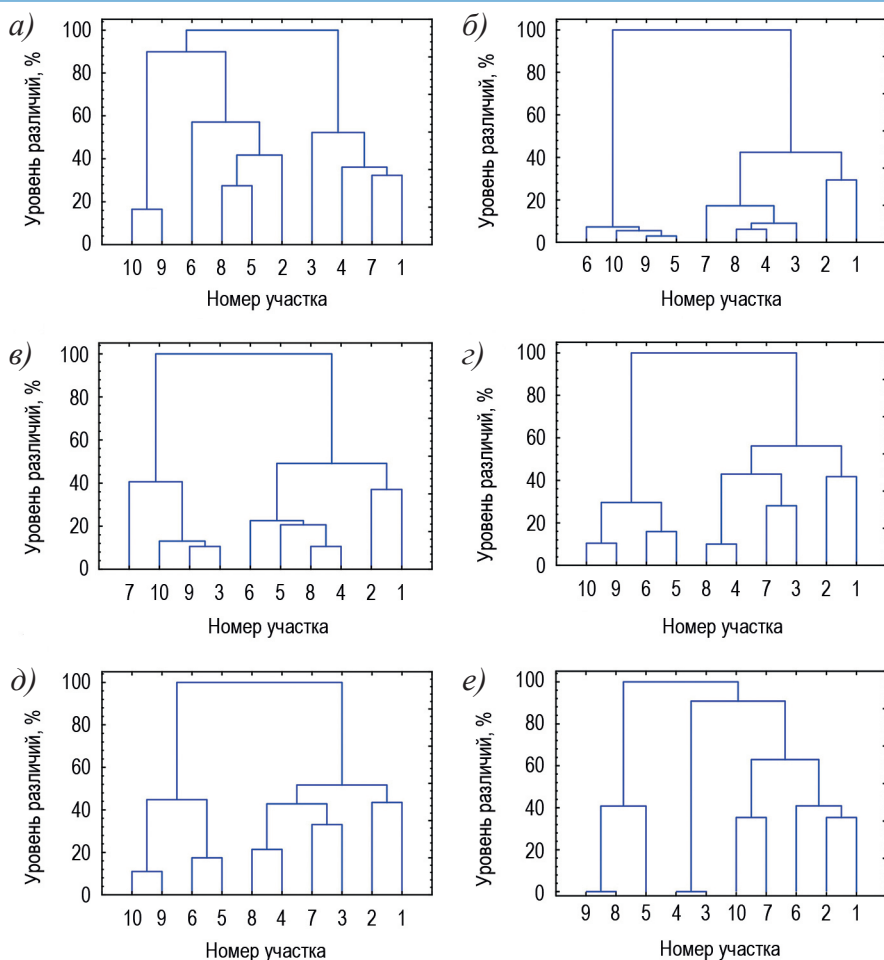 а)
Уровень различий, %
100
80
60
40
20
0
10 9 6 8 5 2 3 4 7 1
Номер участка
б)
Уровень различий, %
100
80
60
40
20
0
6 10 9 5 7 8 4 3 2 1
Номер участка
в)
Уровень различий, %
100
80
60
40
20
0
7 10 9 3 6 5 8 4 2 1
Номер участка
г)
Уровень различий, %
100
80
60
40
20
0
10 9 6 5 8 4 7 3 2 1
Номер участка
д)
Уровень различий, %
100
80
60
40
20
0
10 9 6 5 8 4 7 3 2 1
Номер участка
е)
Уровень различий, %
100
80
60
40
20
0
9 8 5 4 3 10 7 6 2 1
Номер участка